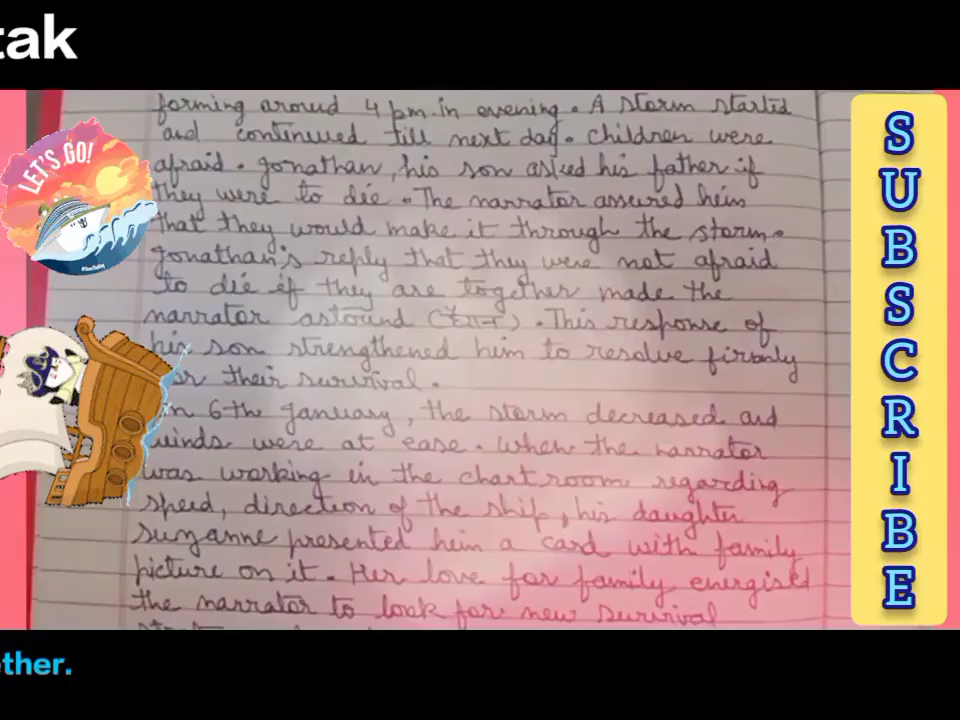 tak
LET'S GO!
forming around 4 pm in evening. A storm started
and continued till next day. Children were
afraid. Jonathan, his son asked his father if
they were to die. The narrator assured him
that they would make it through the storm.
Jonathan's reply that they were not afraid
to die if they are together made the
narrator astound (हैरान). This response of
his son strengthened him to resolve firmly
for their survival.
On 6th January, the storm decreased and
winds were at ease. When the narrator
was working in the chartroom regarding
speed, direction of the ship, his daughter
Suzanne presented him a card with family
picture on it. Her love for family energised
the narrator to look for new survival
SUBSCRIBE
ther.